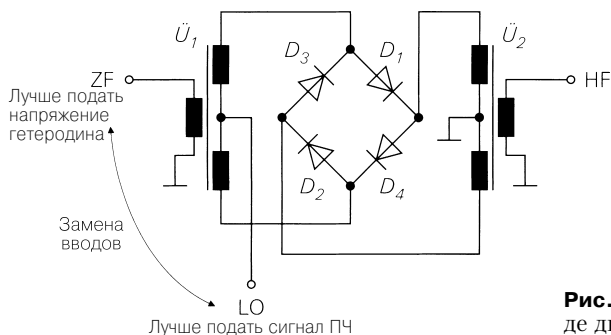 Ü1
Ü2
D3
D1
ZF
HF
Лучше подать
напряжение
гетеродина
D2
D4
Замена
вводов
LO
Лучше подать сигнал ПЧ
Рис.
де ди